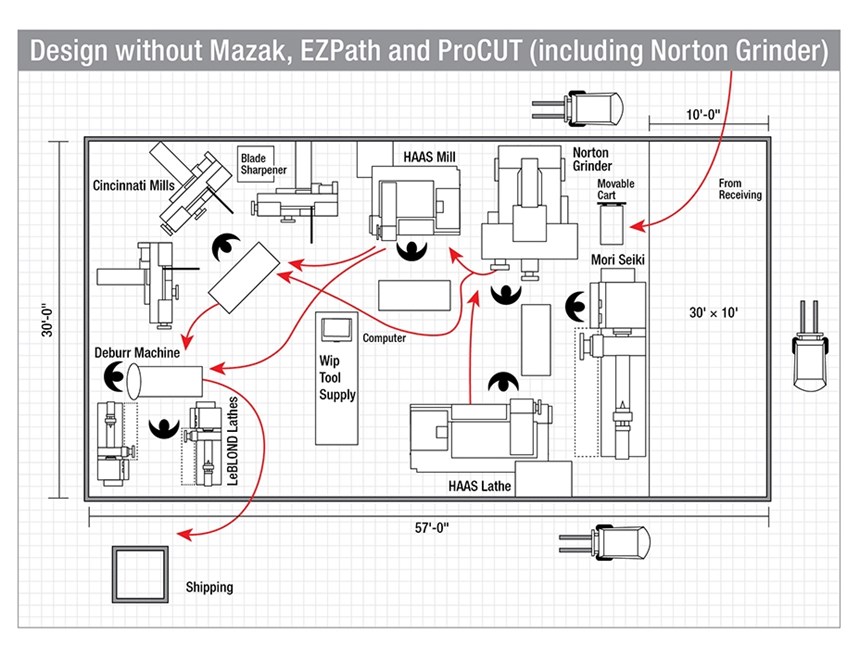 Design without Mazak, EZPath and ProCUT (including Norton Grinder)
10'-0"
Cincinnati Mills
Blade
Sharpener
HAAS Mill
Norton
Grinder
Movable
Cart
From
Receiving
Mori Seiki
30'-0"
30' × 10'
Deburr Machine
Computer
Wip
Tool
Supply
LeBLOND Lathes
HAAS Lathe
57'-0"
Shipping